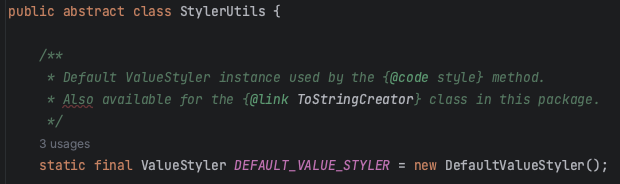 public abstract class StylerUtils {
/**
* Default ValueStyler instance used by the {@code style} method.
* Also available for the {@link ToStringCreator} class in this package.
*/
3 usages
static final ValueStyler DEFAULT_VALUE_STYLER = new DefaultValueStyler();